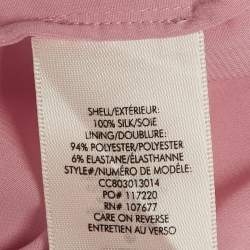 SHELL/EXTÉRIEUR:
100% SILK/SOIE
LINING/DOUBLURE:
94% POLYESTER/POLYESTER
6% ELASTANE/ÉLASTHANNE
STYLE#/NUMÉRO DE MODÈLE:
CC803013014
PO# 117220
RN# 107677
CARE ON REVERSE
ENTRETIEN AU VERSO